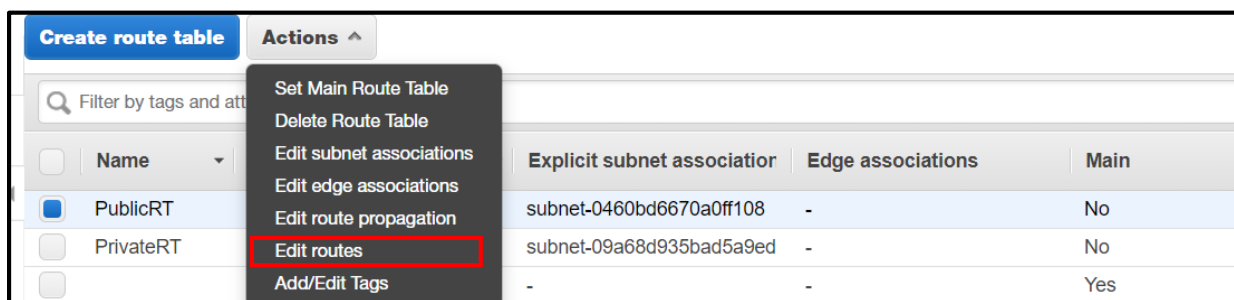 Create route table Actions
Filter by tags and att
Set Main Route Table
Delete Route Table
Edit subnet associations
Edit edge associations
Edit route propagation
Edit routes
Add/Edit Tags
Name Explicit subnet association Edge associations Main
PublicRT subnet-0460bd6670a0ff108 - No
PrivateRT subnet-09a68d935bad5a9ed - No
- - Yes